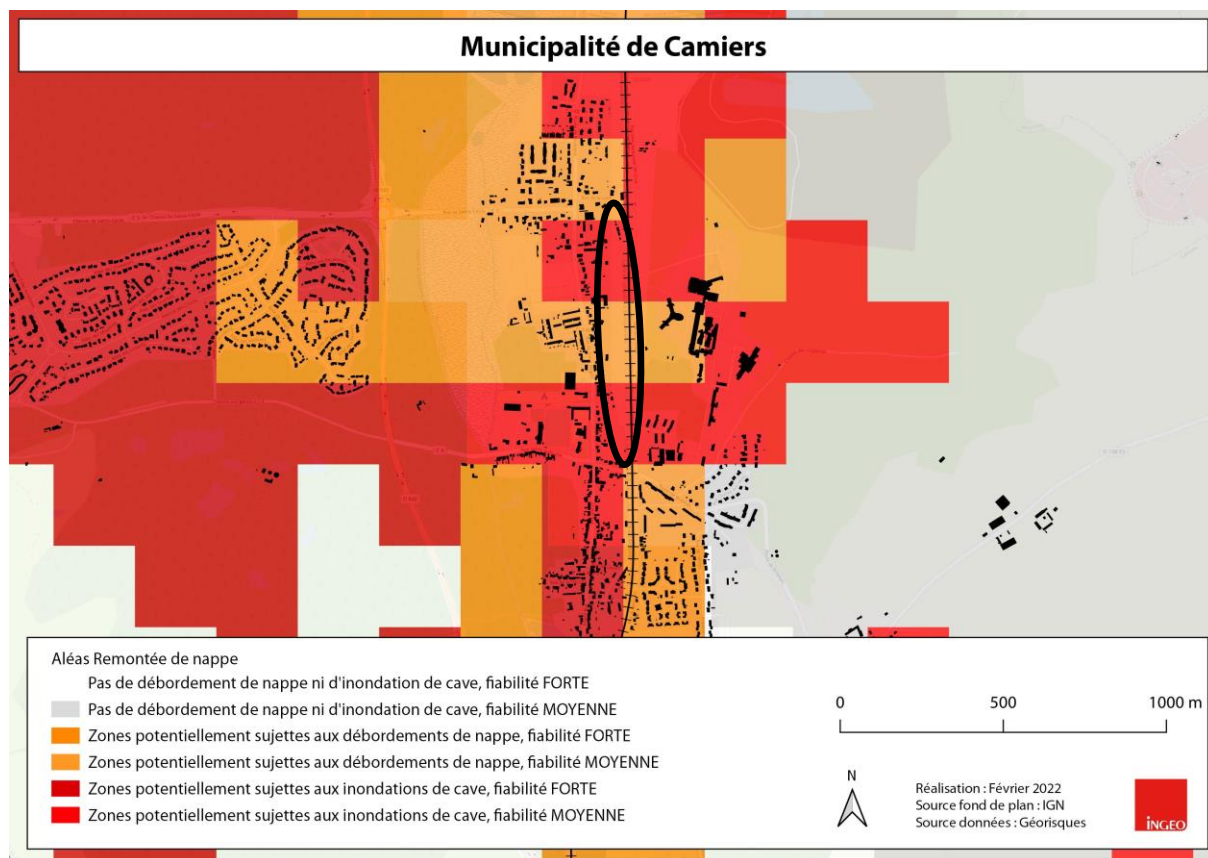 Municipalité de Camiers
Aléas Remontée de nappe
Pas de débordement de nappe ni d'inondation de cave, fiabilité FORTE
Pas de débordement de nappe ni d'inondation de cave, fiabilité MOYENNE
Zones potentiellement sujettes aux débordements de nappe, fiabilité FORTE
Zones potentiellement sujettes aux débordements de nappe, fiabilité MOYENNE
Zones potentiellement sujettes aux inondations de cave, fiabilité FORTE
Zones potentiellement sujettes aux inondations de cave, fiabilité MOYENNE
0 500 1000 m
N
Réalisation : Février 2022
Source fond de plan : IGN
Source données : Géorisques
iNGEO